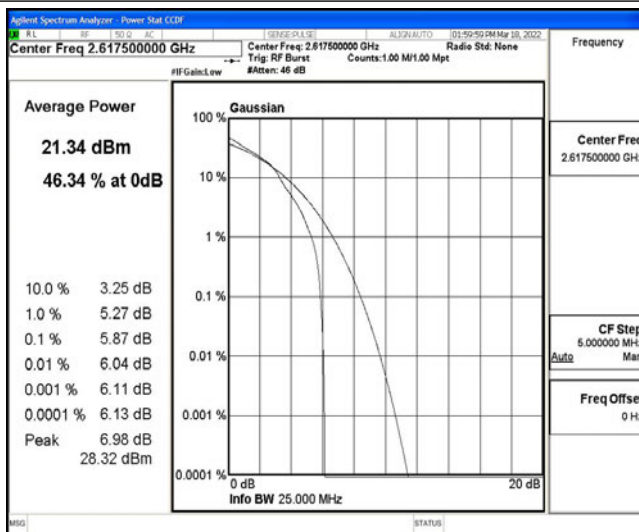 Agilent Spectrum Analyzer - Power Stat CCDF
RL RF 50 Ω AC SENSE:PULSE ALIGN AUTO 01:59:59 PM Mar 18, 2022
Center Freq 2.617500000 GHz
Center Freq: 2.617500000 GHz Radio Std: None
Trig: RF Burst Counts:1.00 M/1.00 Mpt
#IFGain:Low #Atten: 46 dB
Frequency
Average Power
21.34 dBm
46.34 % at 0dB
10.0 % 3.25 dB
1.0 % 5.27 dB
0.1 % 5.87 dB
0.01 % 6.04 dB
0.001 % 6.11 dB
0.0001 % 6.13 dB
Peak 6.98 dB
28.32 dBm
Gaussian
100 %
10 %
1 %
0.1 %
0.01 %
0.001 %
0.0001 %
0 dB 20 dB
Info BW 25.000 MHz
Center Freq
2.617500000 GHz
CF Step
5.000000 MHz
Auto Man
Freq Offset
0 Hz
MSG STATUS